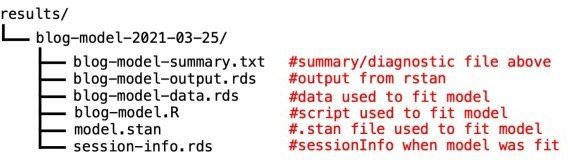 results/
blog-model-2021-03-25/
blog-model-summary.txt #summary/diagnostic file above
blog-model-output.rds #output from rstan
blog-model-data.rds #data used to fit model
blog-model.R #script used to fit model
model.stan #.stan file used to fit model
session-info.rds #sessionInfo when model was fit